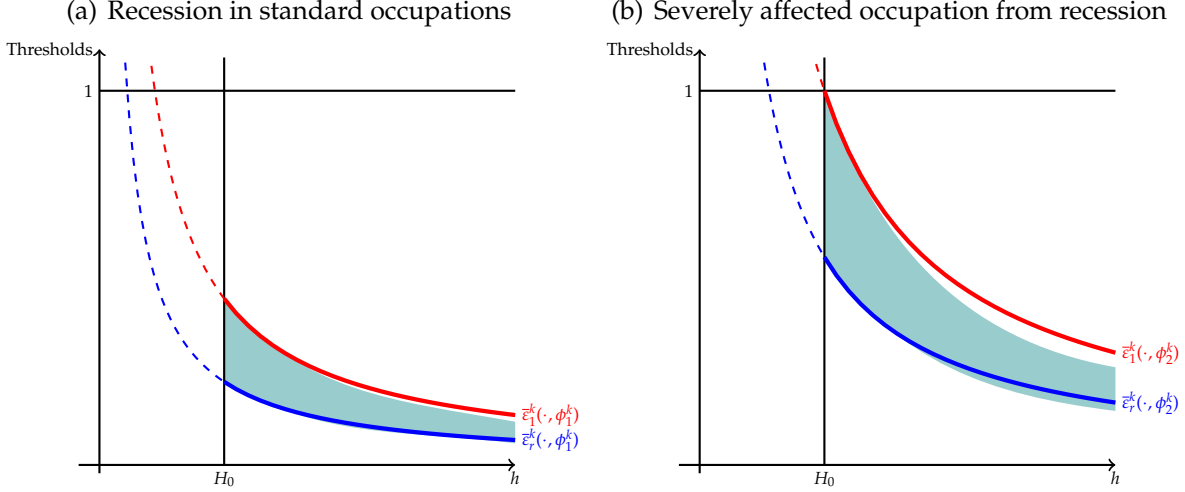 (a) Recession in standard occupations
Thresholds
1
H₀
h
ε̅₁ᵏ(·, ϕ₁ᵏ)
ε̅ᵣᵏ(·, ϕ₁ᵏ)
(b) Severely affected occupation from recession
Thresholds
1
H₀
h
ε̅₁ᵏ(·, ϕ₂ᵏ)
ε̅ᵣᵏ(·, ϕ₂ᵏ)